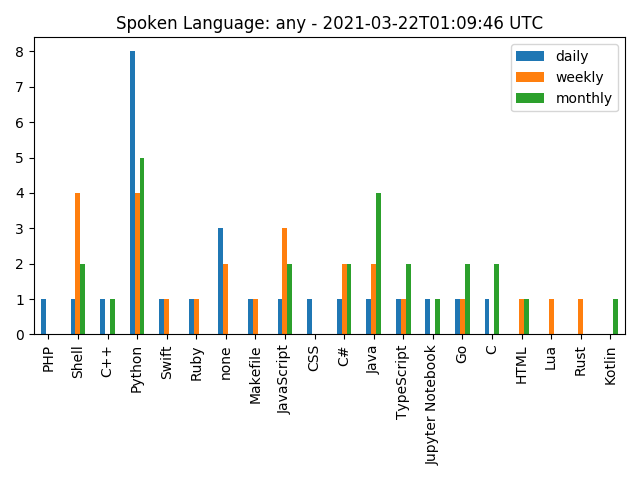 Spoken Language: any - 2021-03-22T01:09:46 UTC
daily
weekly
monthly
8
7
6
5
4
3
2
1
0
PHP
Shell
C++
Python
Swift
Ruby
none
Makefile
JavaScript
CSS
C#
Java
TypeScript
Jupyter Notebook
Go
C
HTML
Lua
Rust
Kotlin